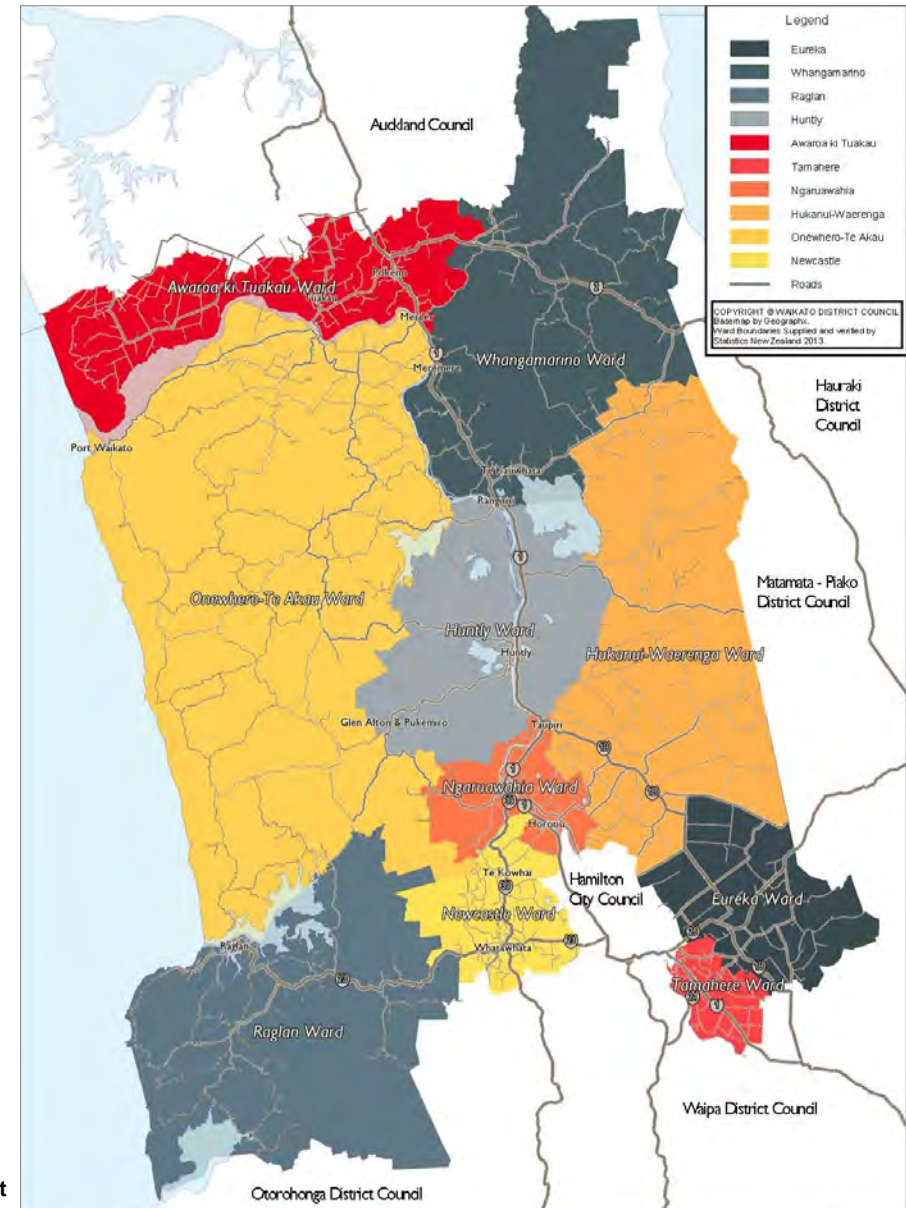 Legend
Eureka
Whangamarino
Raglan
Huntly
Awaroa ki Tuakau
Tamahere
Ngaruawahia
Hukanui-Waerenga
Onewhero-Te Akau
Newcastle
Roads
COPYRIGHT @ WAIKATO DISTRICT COUNCIL
Basemap by Geographx.
Ward Boundaries Supplied and verified by
Statistics New Zealand 2013.
Auckland Council
Pokeno
Awaroa ki Tuakau Ward
Tuakau
Mercer
Whangamarino Ward
Meremere
Hauraki
District
Council
Port Waikato
Te Kauwhata
Rangiriri
Matamata - Piako
District Council
Onewhero-Te Akau Ward
Huntly Ward
Huntly
Hukanui-Waerenga Ward
Glen Afton & Pukemiro
Taupiri
Ngaruawahia Ward
Horotiu
Te Kowhai
Hamilton
City Council
Eureka Ward
Newcastle Ward
Whatawhata
Raglan
Tamahere Ward
Raglan Ward
Waipa District Council
Otorohonga District Council
t